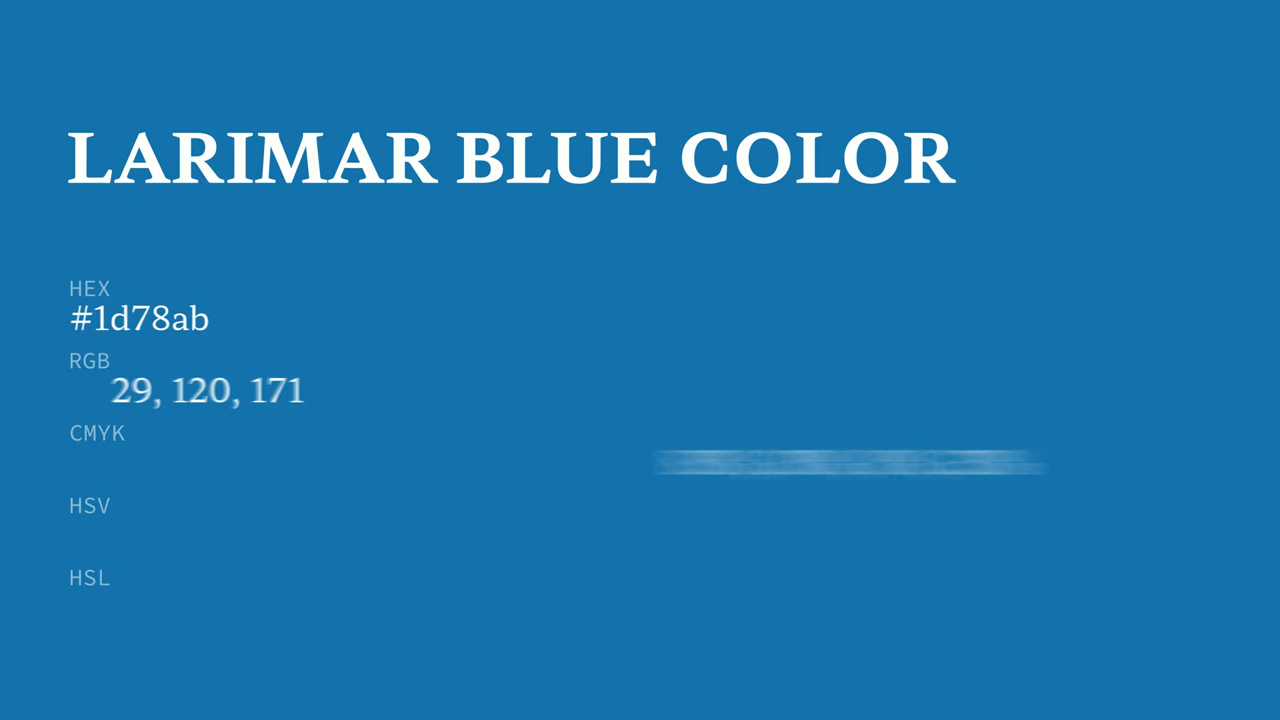 LARIMAR BLUE COLOR
HEX
#1d78ab
RGB
29, 120, 171
CMYK
HSV
HSL